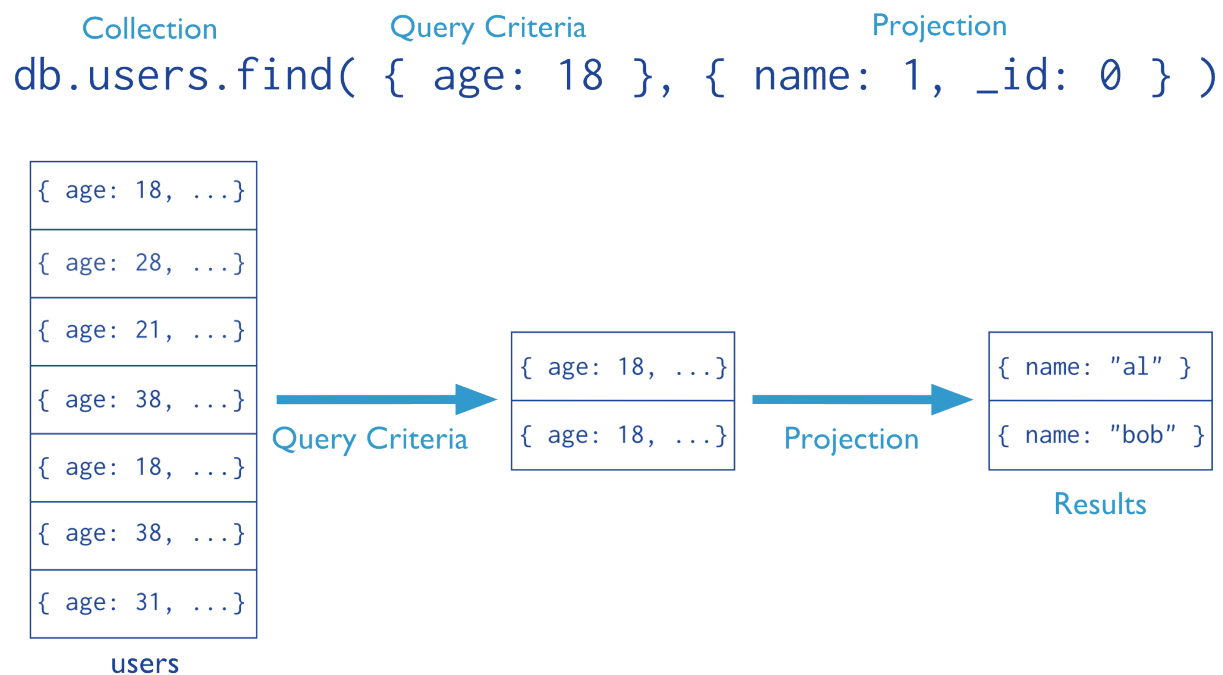 Collection Query Criteria Projection
db.users.find( { age: 18 }, { name: 1, _id: 0 } )
{ age: 18, ...}
{ age: 28, ...}
{ age: 21, ...}
{ age: 38, ...}
{ age: 18, ...}
{ age: 38, ...}
{ age: 31, ...}
users
Query Criteria
{ age: 18, ...}
{ age: 18, ...}
Projection
{ name: "al" }
{ name: "bob" }
Results